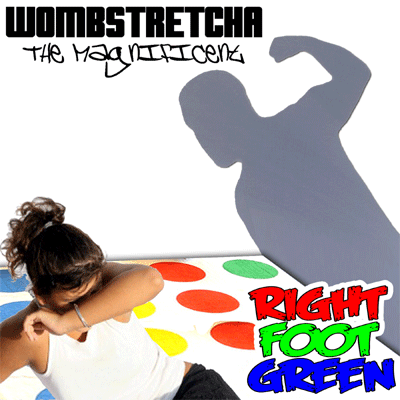 WOMBSTRETCHA
THE MAGNIFICENT
RIGHT
FOOT
GREEN